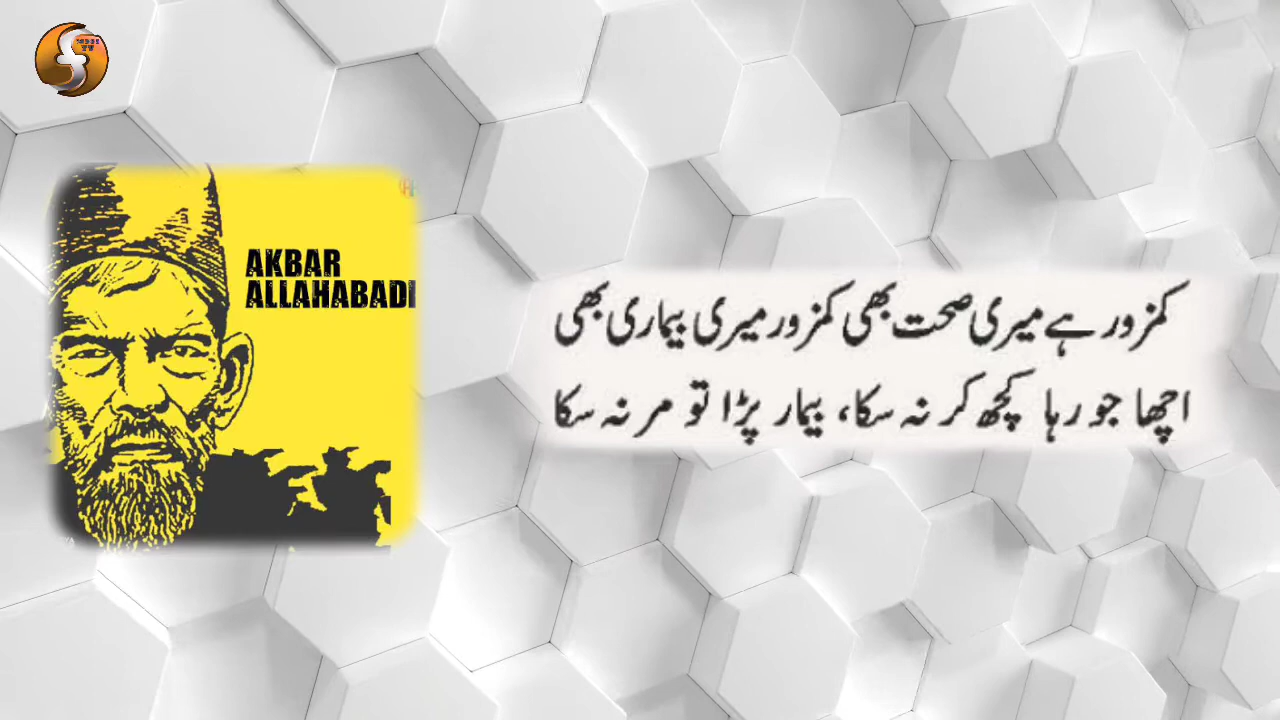 AKBAR
ALLAHABADI
کمزور ہے میری صحت بھی کمزور میری بیماری بھی
اچھا جو رہا کچھ کر نہ سکا، بیمار پڑا تو مر نہ سکا